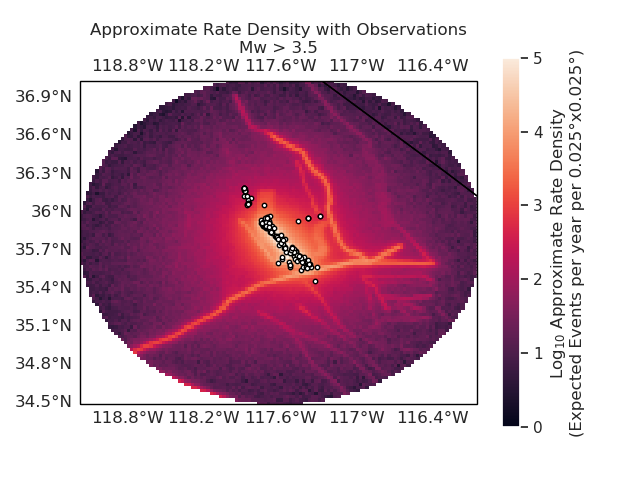 Approximate Rate Density with Observations
Mw > 3.5
118.8°W 118.2°W 117.6°W 117°W 116.4°W
36.9°N
36.6°N
36.3°N
36°N
35.7°N
35.4°N
35.1°N
34.8°N
34.5°N
118.8°W 118.2°W 117.6°W 117°W 116.4°W
5
4
3
2
1
0
Log₁₀ Approximate Rate Density
(Expected Events per year per 0.025°x0.025°)